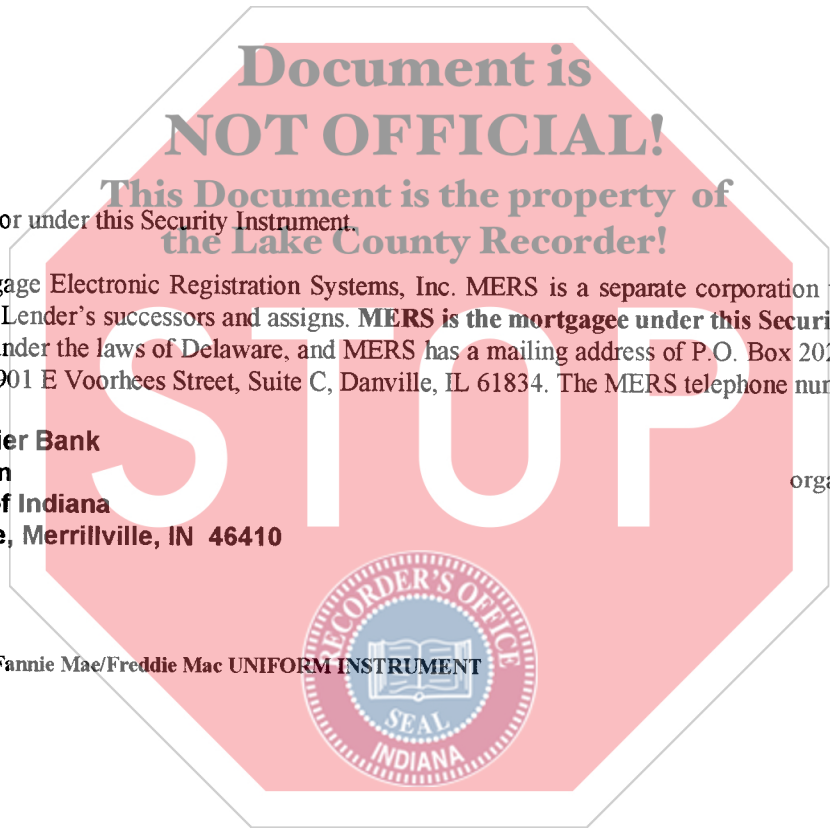 Document is
NOT OFFICIAL!
This Document is the property of
or under this Security Instrument.
the Lake County Recorder!
gage Electronic Registration Systems, Inc. MERS is a separate corporation
Lender's successors and assigns. MERS is the mortgagee under this Securi
nder the laws of Delaware, and MERS has a mailing address of P.O. Box 202
901 E Voorhees Street, Suite C, Danville, IL 61834. The MERS telephone nun
STOP
ier Bank
n
orga
f Indiana
e, Merrillville, IN 46410
RECORDER'S OFFICE
Fannie Mae/Freddie Mac UNIFORM INSTRUMENT
SEAL
INDIANA